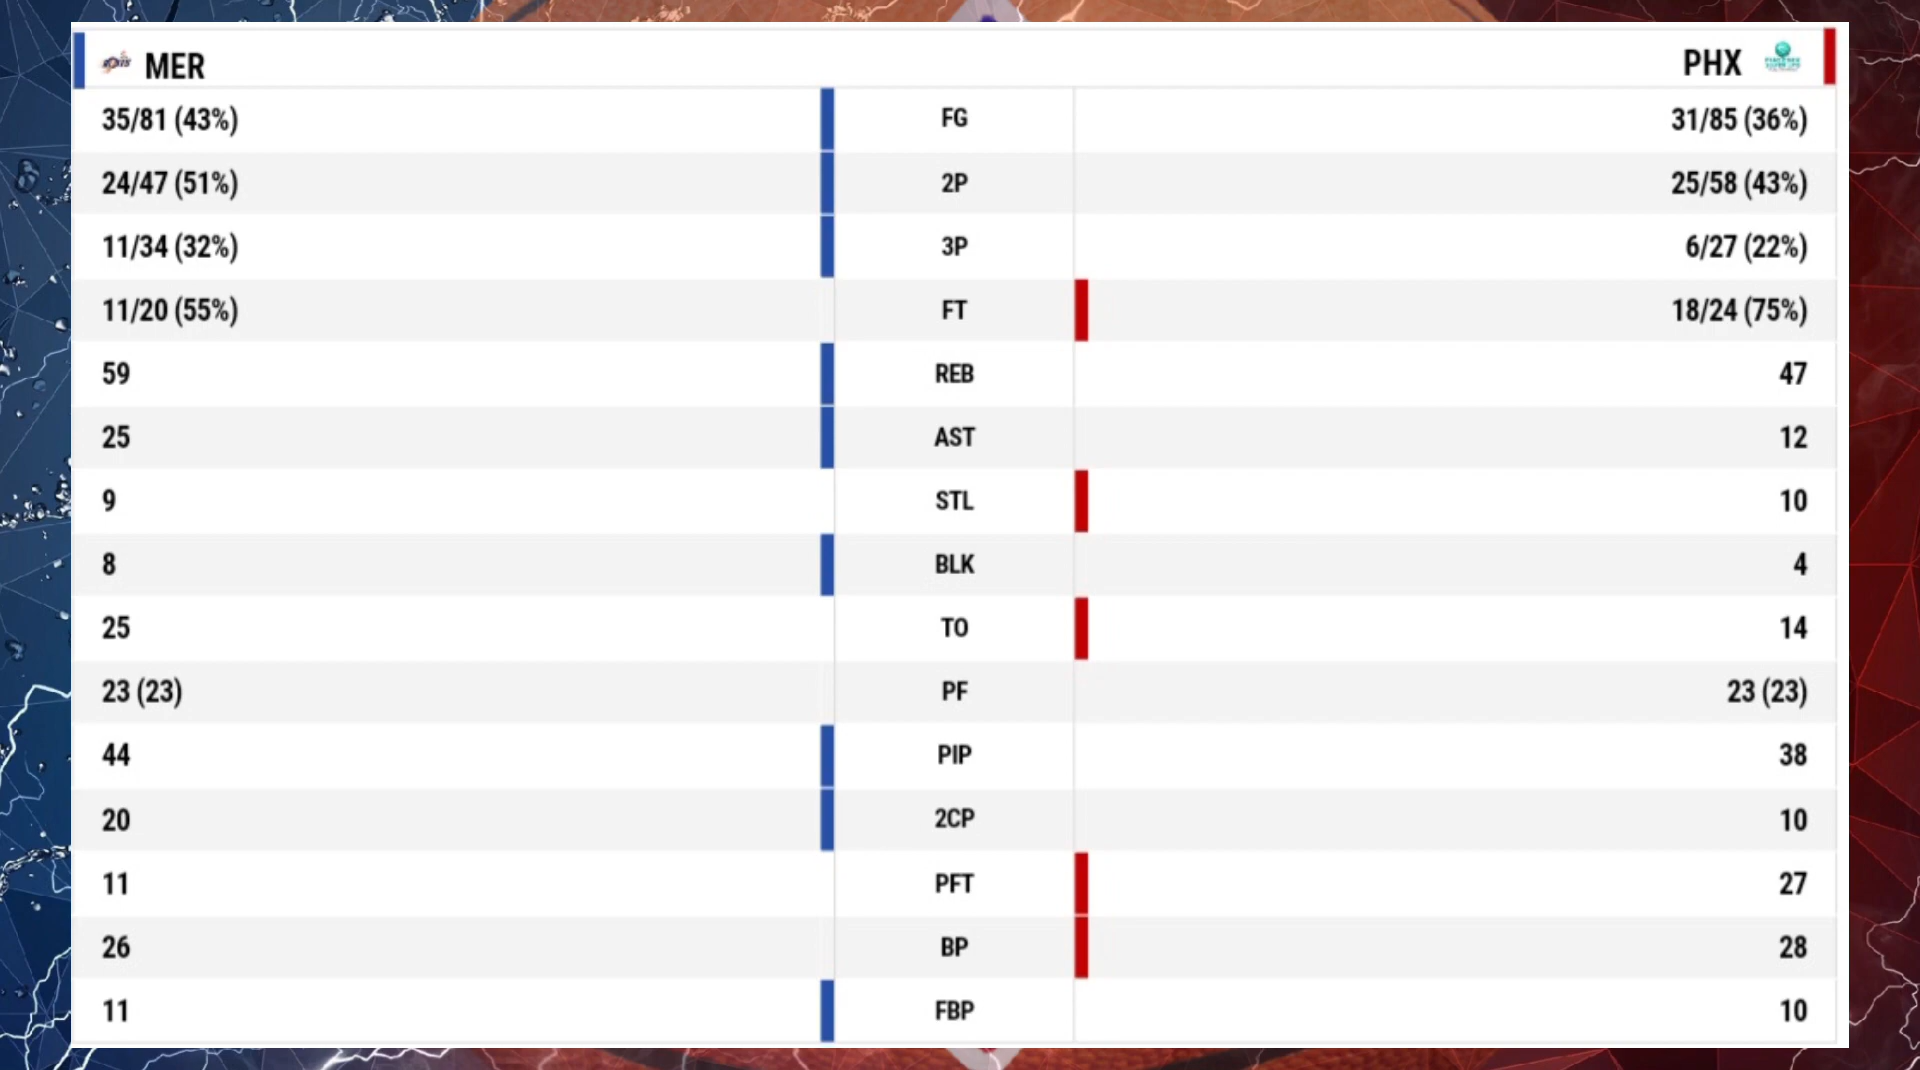 MER PHX
35/81 (43%) FG 31/85 (36%)
24/47 (51%) 2P 25/58 (43%)
11/34 (32%) 3P 6/27 (22%)
11/20 (55%) FT 18/24 (75%)
59 REB 47
25 AST 12
9 STL 10
8 BLK 4
25 TO 14
23 (23) PF 23 (23)
44 PIP 38
20 2CP 10
11 PFT 27
26 BP 28
11 FBP 10